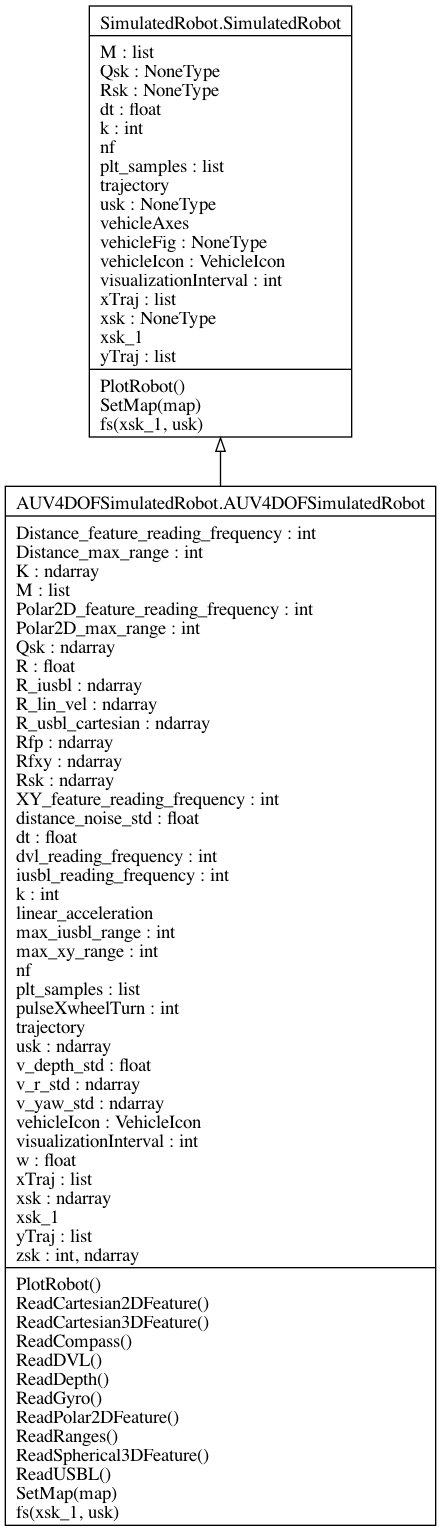 SimulatedRobot.SimulatedRobot
M : list
Qsk : NoneType
Rsk : NoneType
dt : float
k : int
nf
plt_samples : list
trajectory
usk : NoneType
vehicleAxes
vehicleFig : NoneType
vehicleIcon : VehicleIcon
visualizationInterval : int
xTraj : list
xsk : NoneType
xsk_1
yTraj : list
PlotRobot()
SetMap(map)
fs(xsk_1, usk)
AUV4DOFSimulatedRobot.AUV4DOFSimulatedRobot
Distance_feature_reading_frequency : int
Distance_max_range : int
K : ndarray
M : list
Polar2D_feature_reading_frequency : int
Polar2D_max_range : int
Qsk : ndarray
R : float
R_iusbl : ndarray
R_lin_vel : ndarray
R_usbl_cartesian : ndarray
Rfp : ndarray
Rfxy : ndarray
Rsk : ndarray
XY_feature_reading_frequency : int
distance_noise_std : float
dt : float
dvl_reading_frequency : int
iusbl_reading_frequency : int
k : int
linear_acceleration
max_iusbl_range : int
max_xy_range : int
nf
plt_samples : list
pulseXwheelTurn : int
trajectory
usk : ndarray
v_depth_std : float
v_r_std : ndarray
v_yaw_std : ndarray
vehicleIcon : VehicleIcon
visualizationInterval : int
w : float
xTraj : list
xsk : ndarray
xsk_1
yTraj : list
zsk : int, ndarray
PlotRobot()
ReadCartesian2DFeature()
ReadCartesian3DFeature()
ReadCompass()
ReadDVL()
ReadDepth()
ReadGyro()
ReadPolar2DFeature()
ReadRanges()
ReadSpherical3DFeature()
ReadUSBL()
SetMap(map)
fs(xsk_1, usk)